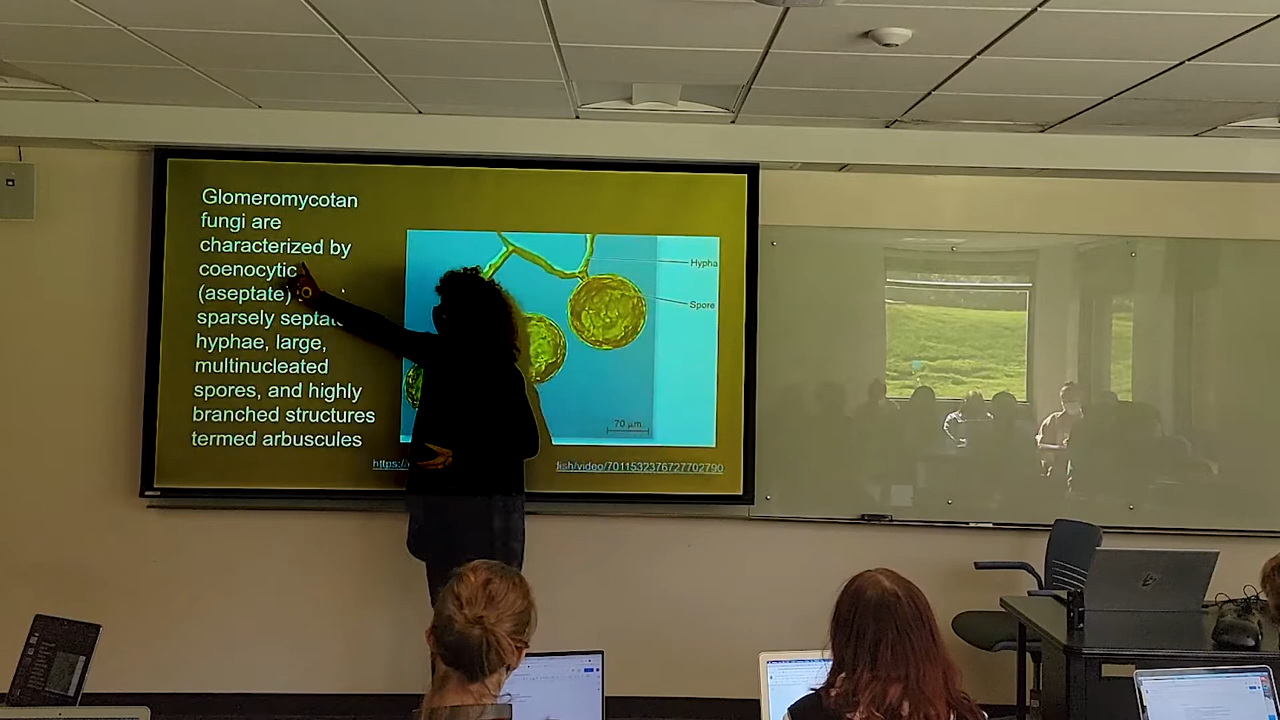 Glomeromycotan
fungi are
characterized by
coenocytic
(aseptate)
sparsely septate
hyphae, large,
multinucleated
spores, and highly
branched structures
termed arbuscules
Hypha
Spore
70 µm
https://
/video/7011532376727702790